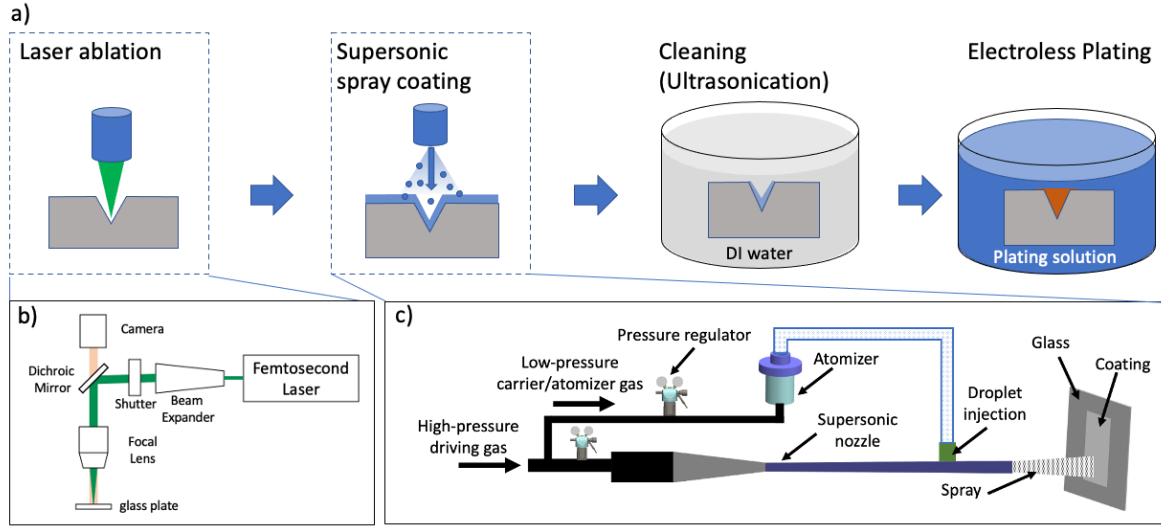 a)
Laser ablation
Supersonic
spray coating
Cleaning
(Ultrasonication)
Electroless Plating
DI water
Plating solution
b)
Camera
Dichroic
Mirror
Shutter
Beam
Expander
Femtosecond
Laser
Focal
Lens
glass plate
c)
Pressure regulator
Low-pressure
carrier/atomizer gas
Atomizer
Glass
Coating
High-pressure
driving gas
Supersonic
nozzle
Droplet
injection
Spray